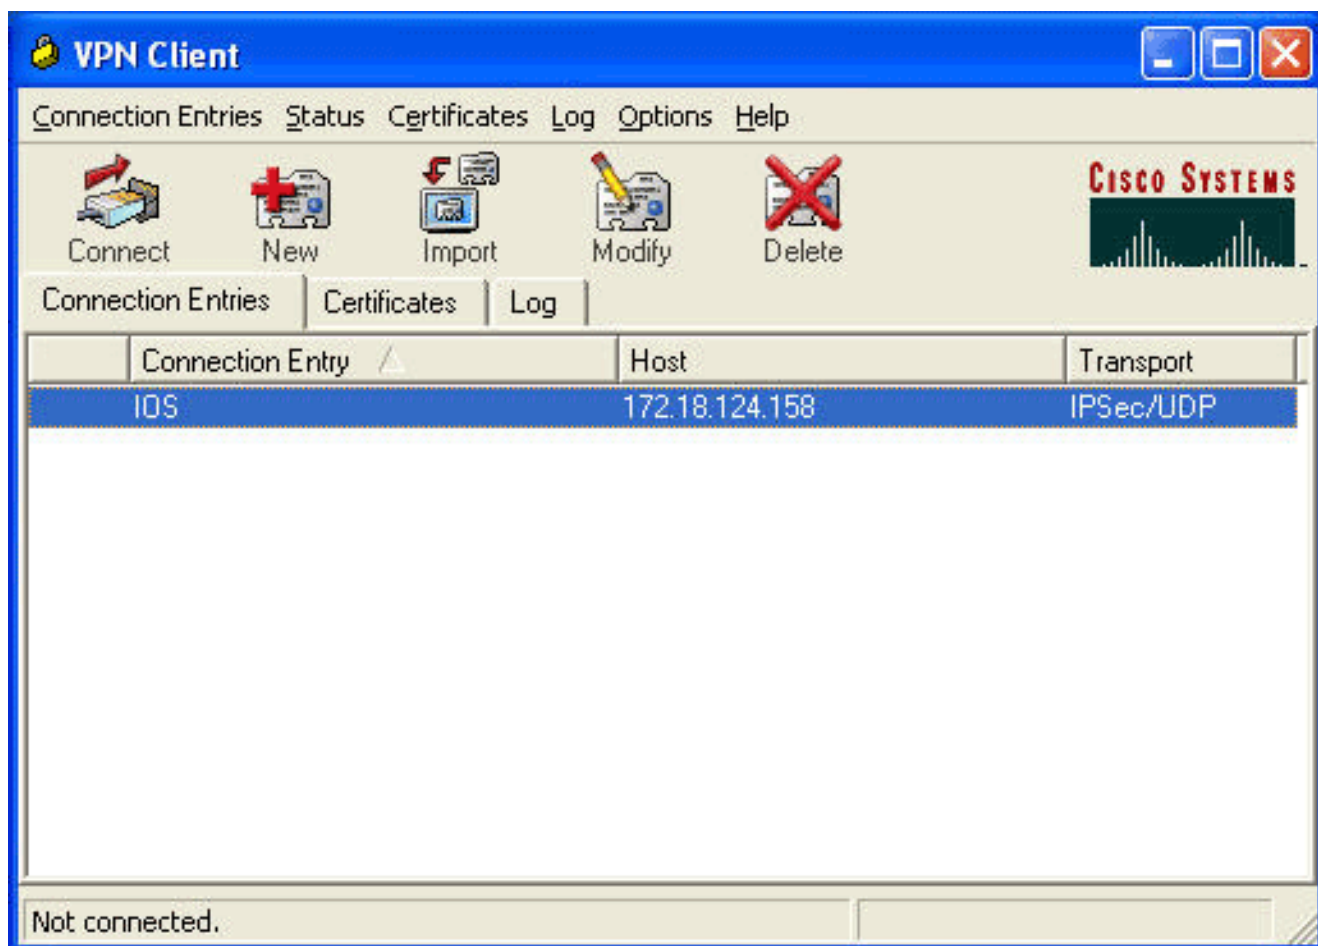 VPN Client
Connection Entries Status Certificates Log Options Help
Connect New Import Modify Delete
CISCO SYSTEMS
Connection Entries Certificates Log
Connection Entry Host Transport
IOS 172.18.124.158 IPSec/UDP
Not connected.